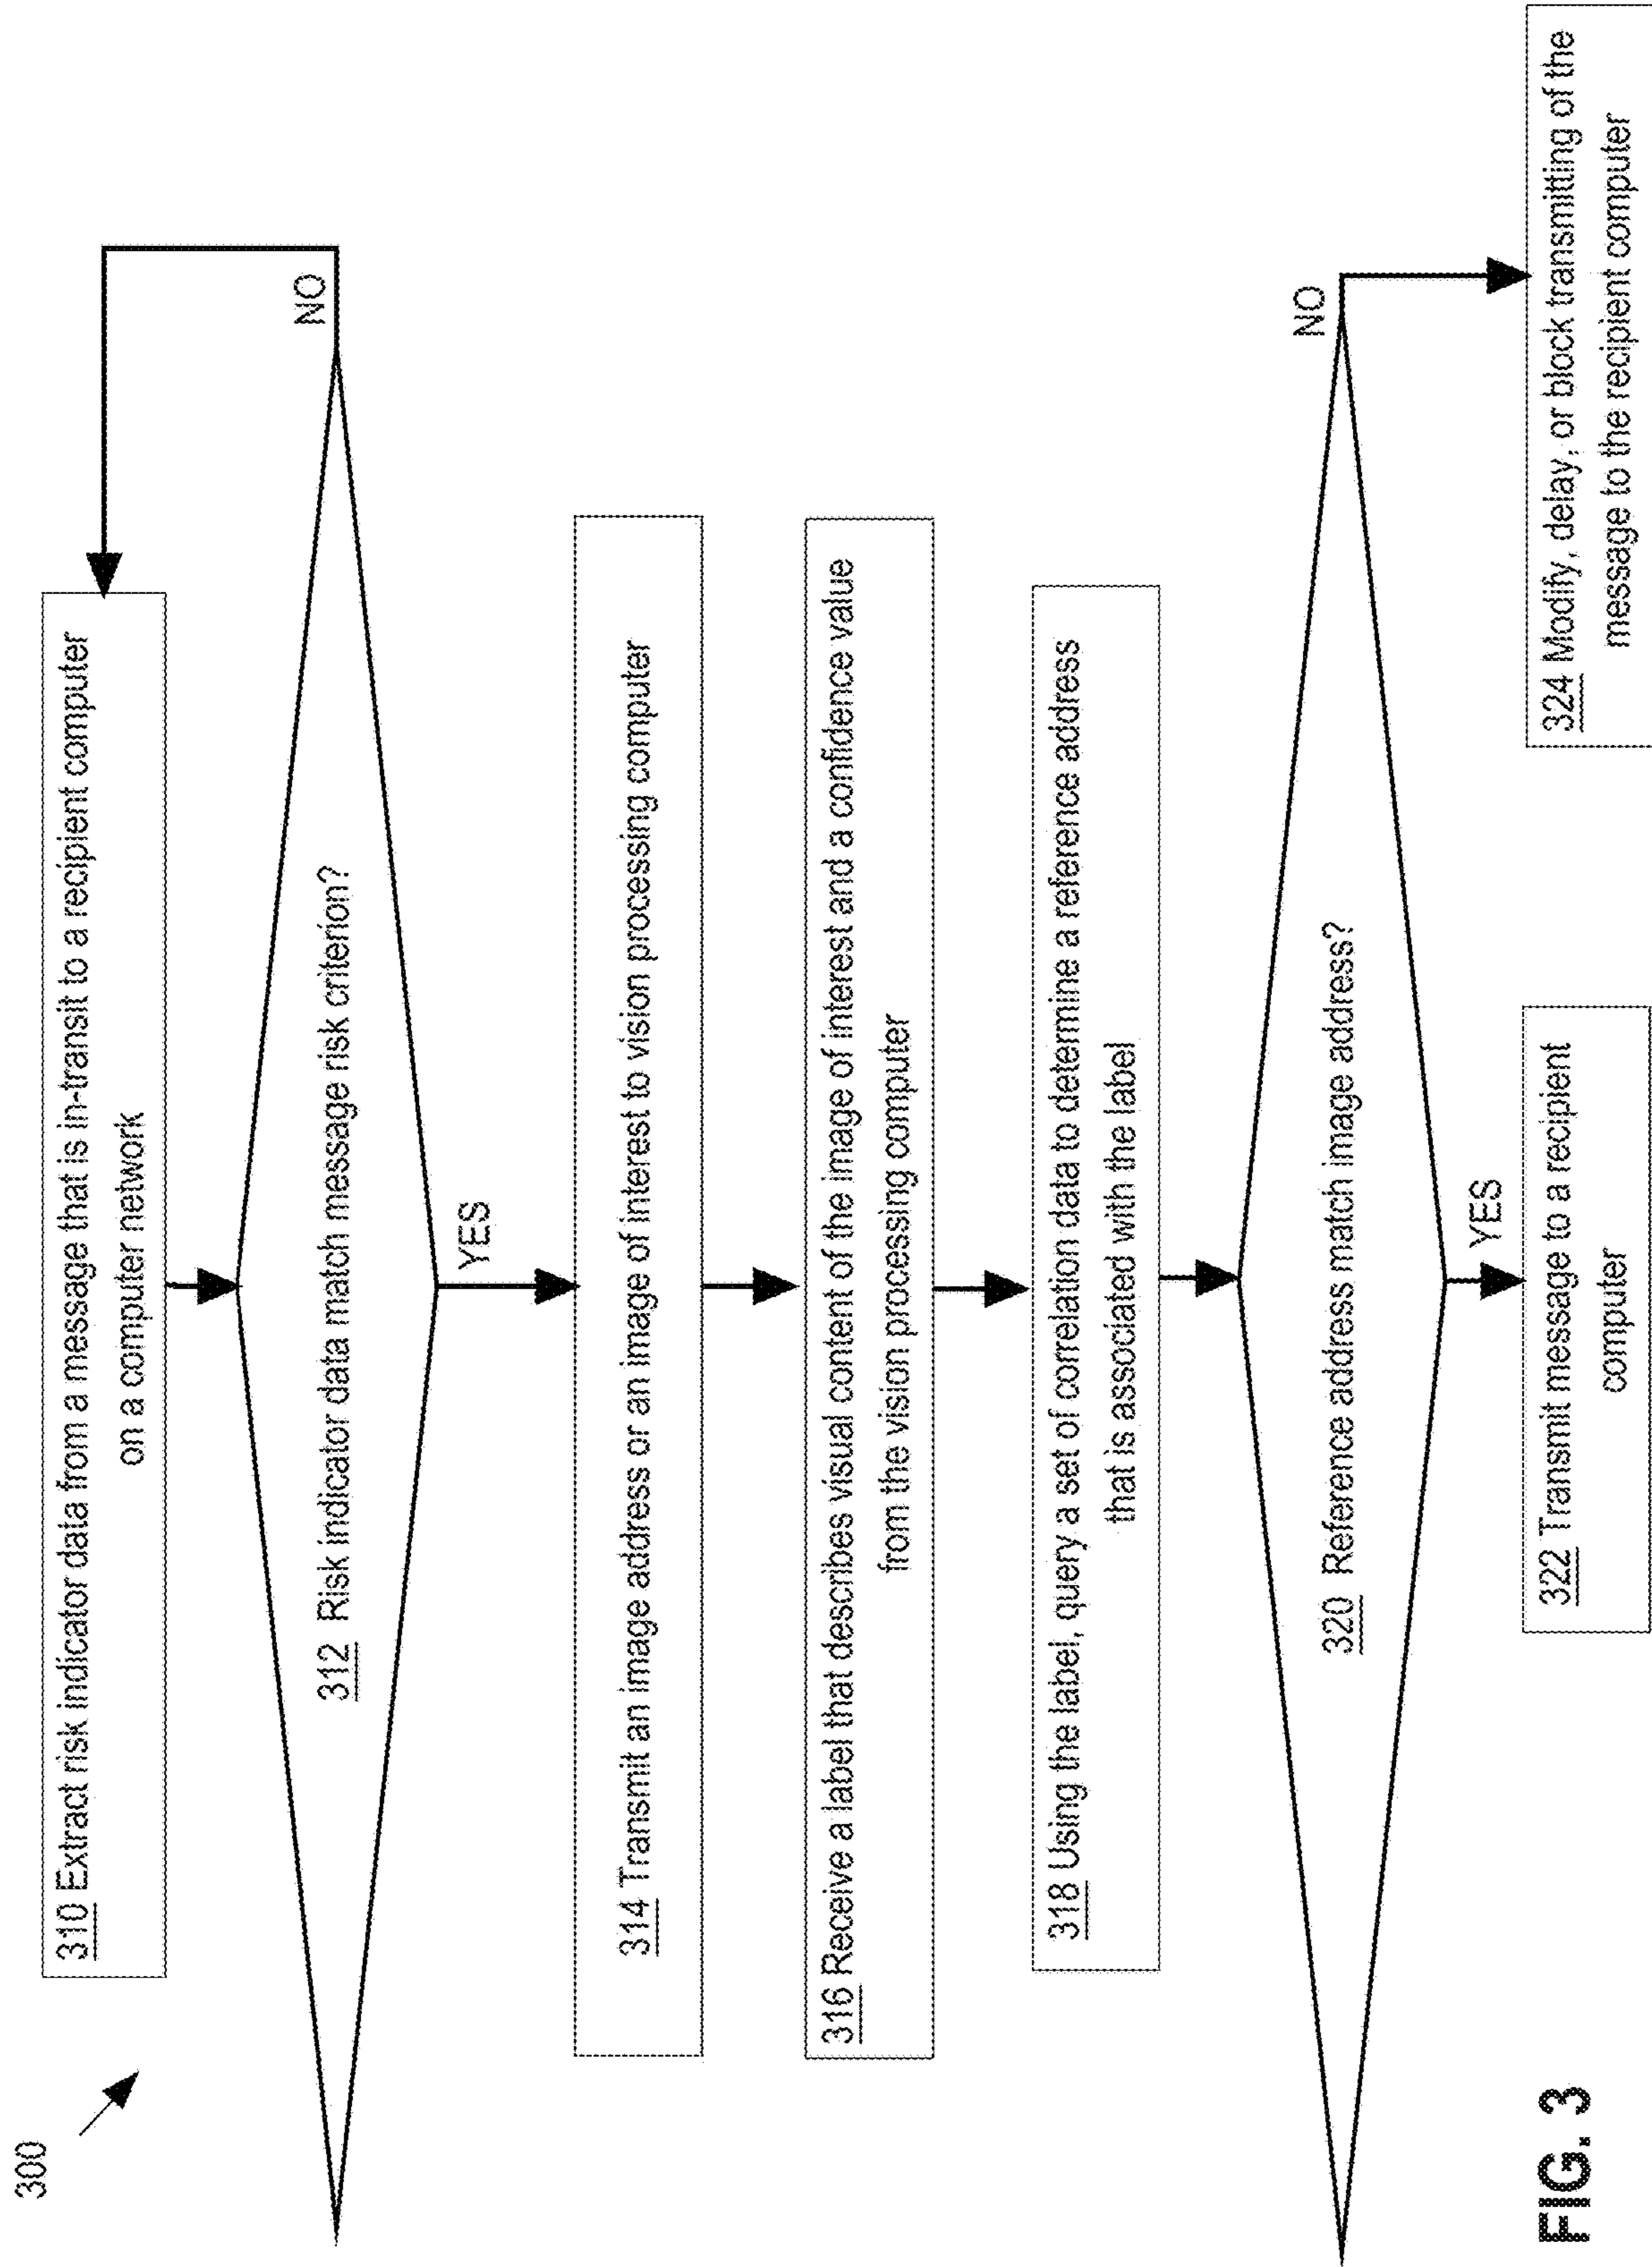 300
310 Extract risk indicator data from a message that is in-transit to a recipient computer
on a computer network
312 Risk indicator data match message risk criterion?
NO
YES
314 Transmit an image address or an image of interest to vision processing computer
316 Receive a label that describes visual content of the image of interest and a confidence value
from the vision processing computer
318 Using the label, query a set of correlation data to determine a reference address
that is associated with the label
320 Reference address match image address?
NO
YES
322 Transmit message to a recipient
computer
324 Modify, delay, or block transmitting of the
message to the recipient computer
FIG. 3